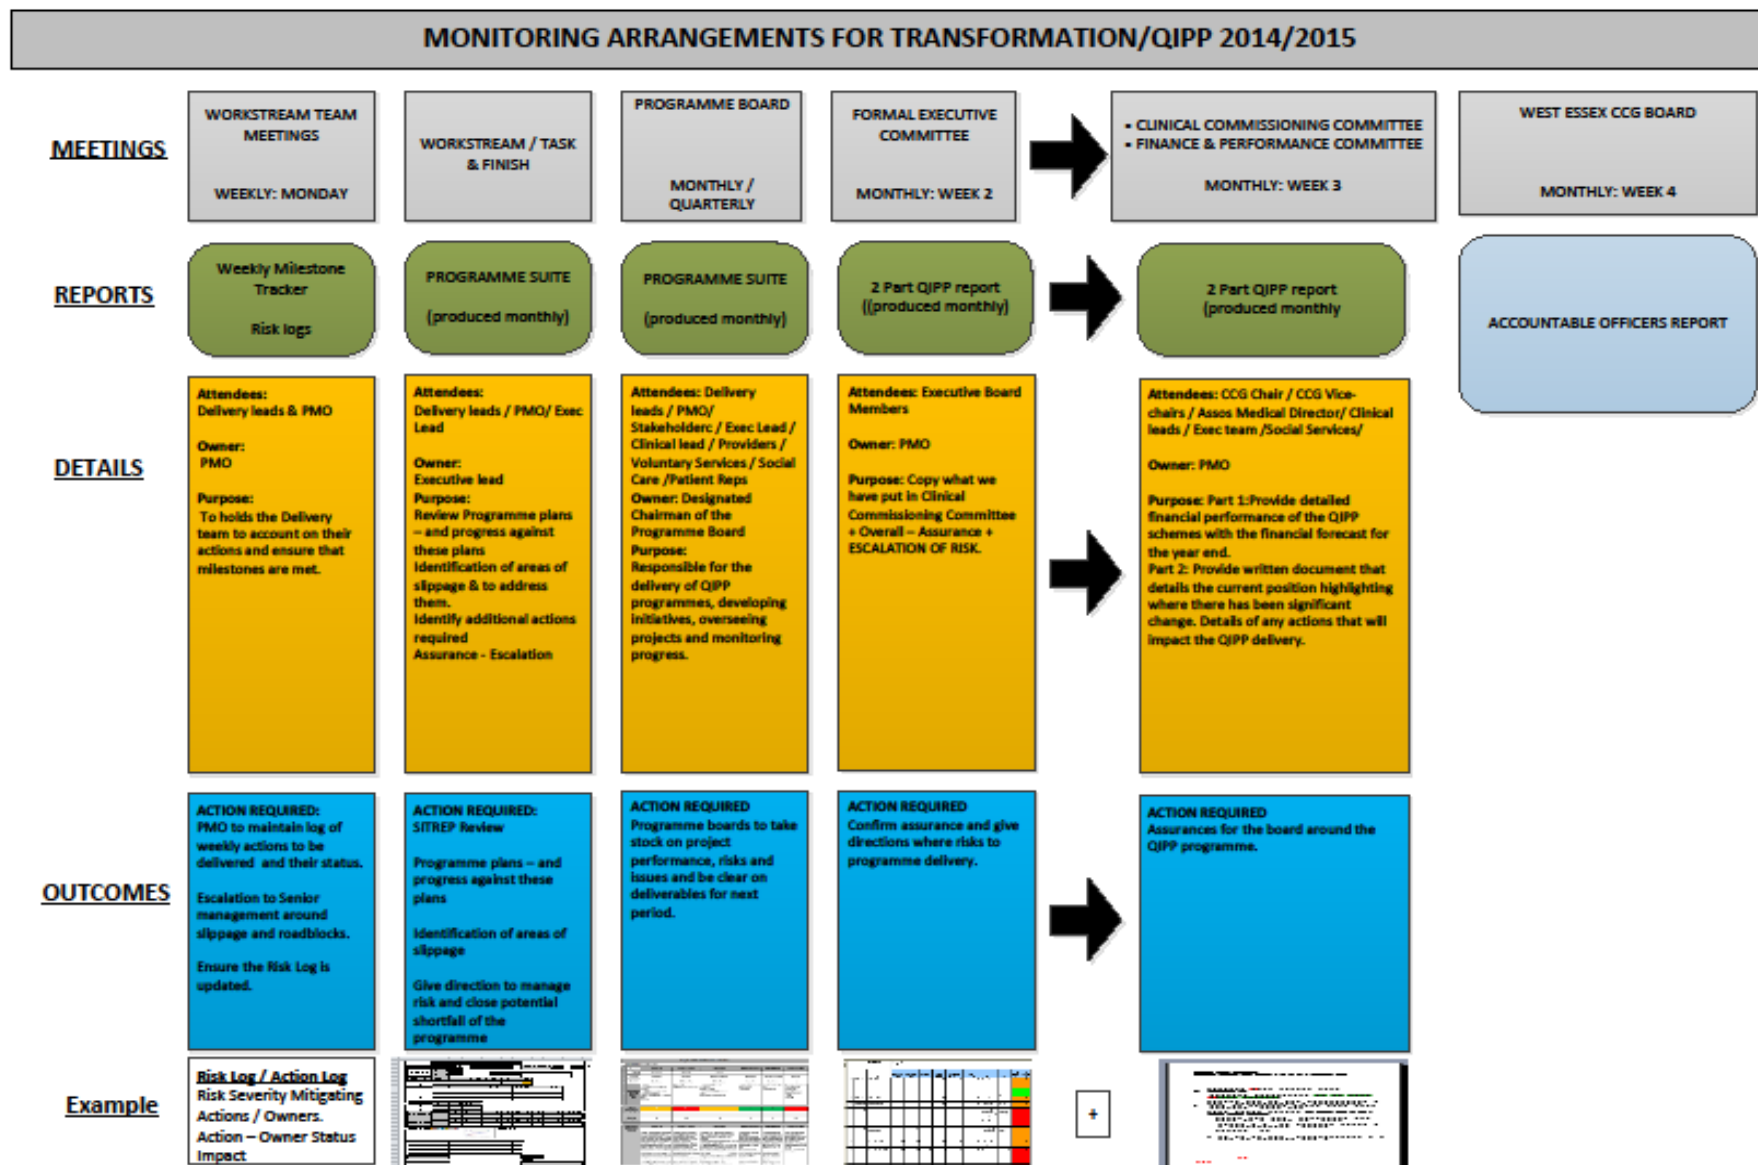 MONITORING ARRANGEMENTS FOR TRANSFORMATION/QIPP 2014/2015
MEETINGS
WORKSTREAM TEAM
MEETINGS
WEEKLY: MONDAY
WORKSTREAM / TASK
& FINISH
PROGRAMME BOARD
MONTHLY /
QUARTERLY
FORMAL EXECUTIVE
COMMITTEE
MONTHLY: WEEK 2
• CLINICAL COMMISSIONING COMMITTEE
• FINANCE & PERFORMANCE COMMITTEE
MONTHLY: WEEK 3
WEST ESSEX CCG BOARD
MONTHLY: WEEK 4
REPORTS
Weekly Milestone
Tracker
Risk logs
PROGRAMME SUITE
(produced monthly)
PROGRAMME SUITE
(produced monthly)
2 Part QIPP report
((produced monthly)
2 Part QIPP report
(produced monthly
ACCOUNTABLE OFFICERS REPORT
DETAILS
Attendees:
Delivery leads & PMO
Owner:
PMO
Purpose:
To holds the Delivery
team to account on their
actions and ensure that
milestones are met.
Attendees:
Delivery leads / PMO/ Exec
Lead
Owner:
Executive lead
Purpose:
Review Programme plans
– and progress against
these plans
Identification of areas of
slippage & to address
them.
Identify additional actions
required
Assurance - Escalation
Attendees: Delivery
leads / PMO/
Stakeholderc / Exec Lead /
Clinical lead / Providers /
Voluntary Services / Social
Care /Patient Reps
Owner: Designated
Chairman of the
Programme Board
Purpose:
Responsible for the
delivery of QIPP
programmes, developing
initiatives, overseeing
projects and monitoring
progress.
Attendees: Executive Board
Members
Owner: PMO
Purpose: Copy what we
have put in Clinical
Commissioning Committee
+ Overall – Assurance +
ESCALATION OF RISK.
Attendees: CCG Chair / CCG Vice-
chairs / Assos Medical Director/ Clinical
leads / Exec team /Social Services/
Owner: PMO
Purpose: Part 1:Provide detailed
financial performance of the QIPP
schemes with the financial forecast for
the year end.
Part 2: Provide written document that
details the current position highlighting
where there has been significant
change. Details of any actions that will
impact the QIPP delivery.
OUTCOMES
ACTION REQUIRED:
PMO to maintain log of
weekly actions to be
delivered and their status.
Escalation to Senior
management around
slippage and roadblocks.
Ensure the Risk Log is
updated.
ACTION REQUIRED:
SITREP Review
Programme plans – and
progress against these
plans
Identification of areas of
slippage
Give direction to manage
risk and close potential
shortfall of the
programme
ACTION REQUIRED
Programme boards to take
stock on project
performance, risks and
issues and be clear on
deliverables for next
period.
ACTION REQUIRED
Confirm assurance and give
directions where risks to
programme delivery.
ACTION REQUIRED
Assurances for the board around the
QIPP programme.
Example
Risk Log / Action Log
Risk Severity Mitigating
Actions / Owners.
Action – Owner Status
Impact
+